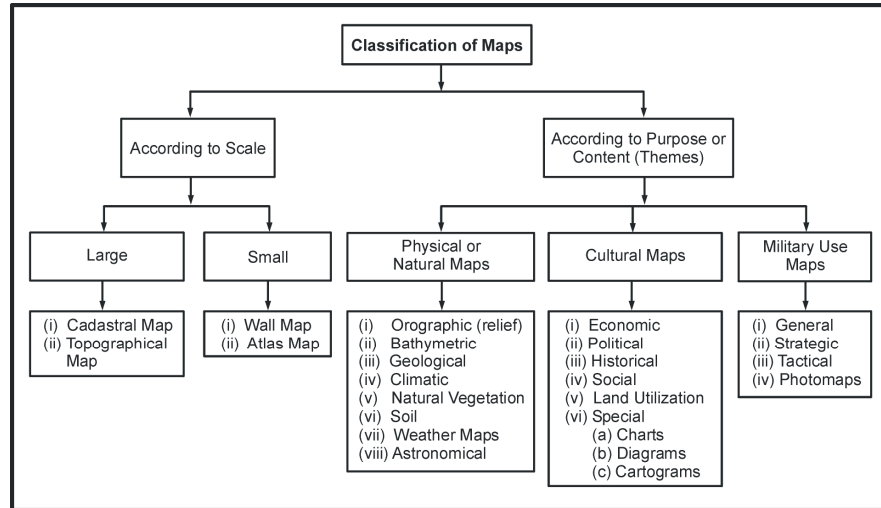 Classification of Maps
According to Scale
According to Purpose or
Content (Themes)
Large
Small
Physical or
Natural Maps
Cultural Maps
Military Use
Maps
(i) Cadastral Map
(ii) Topographical
Map
(i) Wall Map
(ii) Atlas Map
(i) Orographic (relief)
(ii) Bathymetric
(iii) Geological
(iv) Climatic
(v) Natural Vegetation
(vi) Soil
(vii) Weather Maps
(viii) Astronomical
(i) Economic
(ii) Political
(iii) Historical
(iv) Social
(v) Land Utilization
(vi) Special
(a) Charts
(b) Diagrams
(c) Cartograms
(i) General
(ii) Strategic
(iii) Tactical
(iv) Photomaps